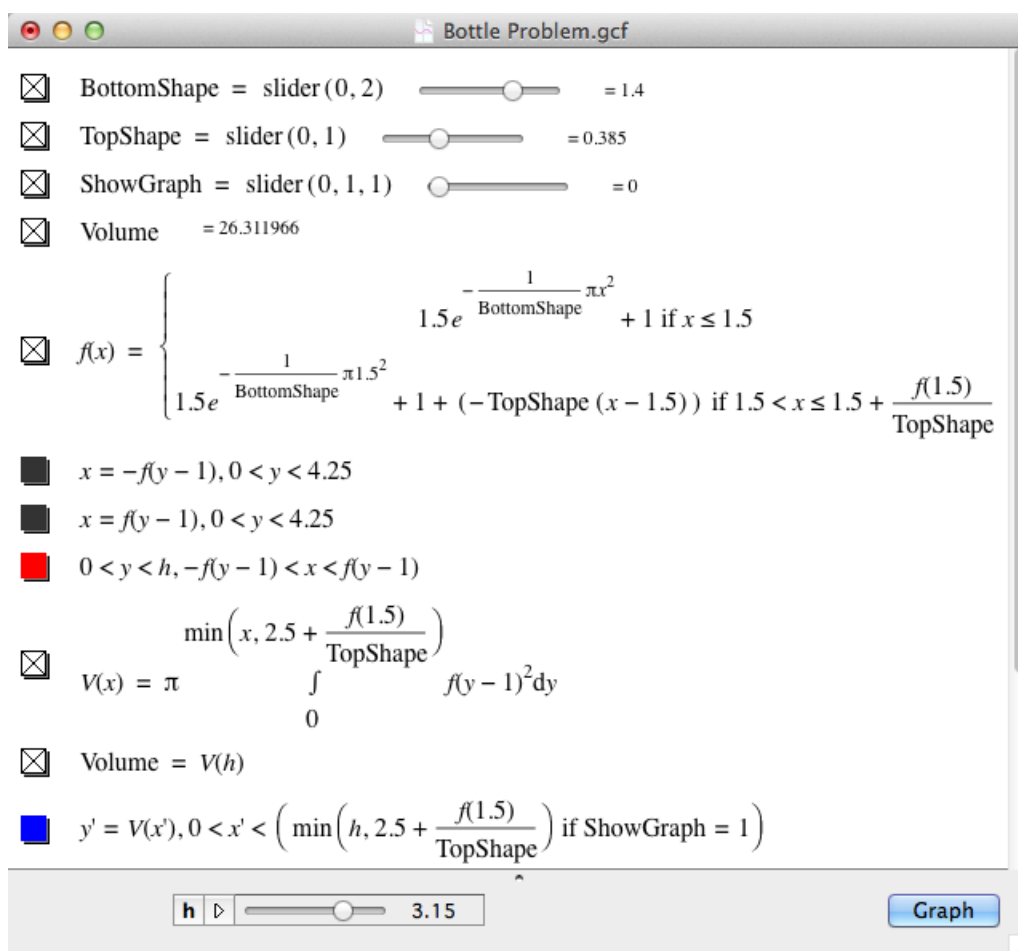 Bottle Problem.gcf
BottomShape = slider(0, 2) = 1.4
TopShape = slider(0, 1) = 0.385
ShowGraph = slider(0, 1, 1) = 0
Volume = 26.311966
f(x) = { 1.5e^(-(1/BottomShape)πx²) + 1 if x ≤ 1.5
1.5e^(-(1/BottomShape)π1.5²) + 1 + (−TopShape (x − 1.5)) if 1.5 < x ≤ 1.5 + f(1.5)/TopShape
x = −f(y − 1), 0 < y < 4.25
x = f(y − 1), 0 < y < 4.25
0 < y < h, −f(y − 1) < x < f(y − 1)
V(x) = π ∫_0^min(x, 2.5 + f(1.5)/TopShape) f(y − 1)²dy
Volume = V(h)
y' = V(x'), 0 < x' < (min(h, 2.5 + f(1.5)/TopShape) if ShowGraph = 1)
h 3.15 Graph